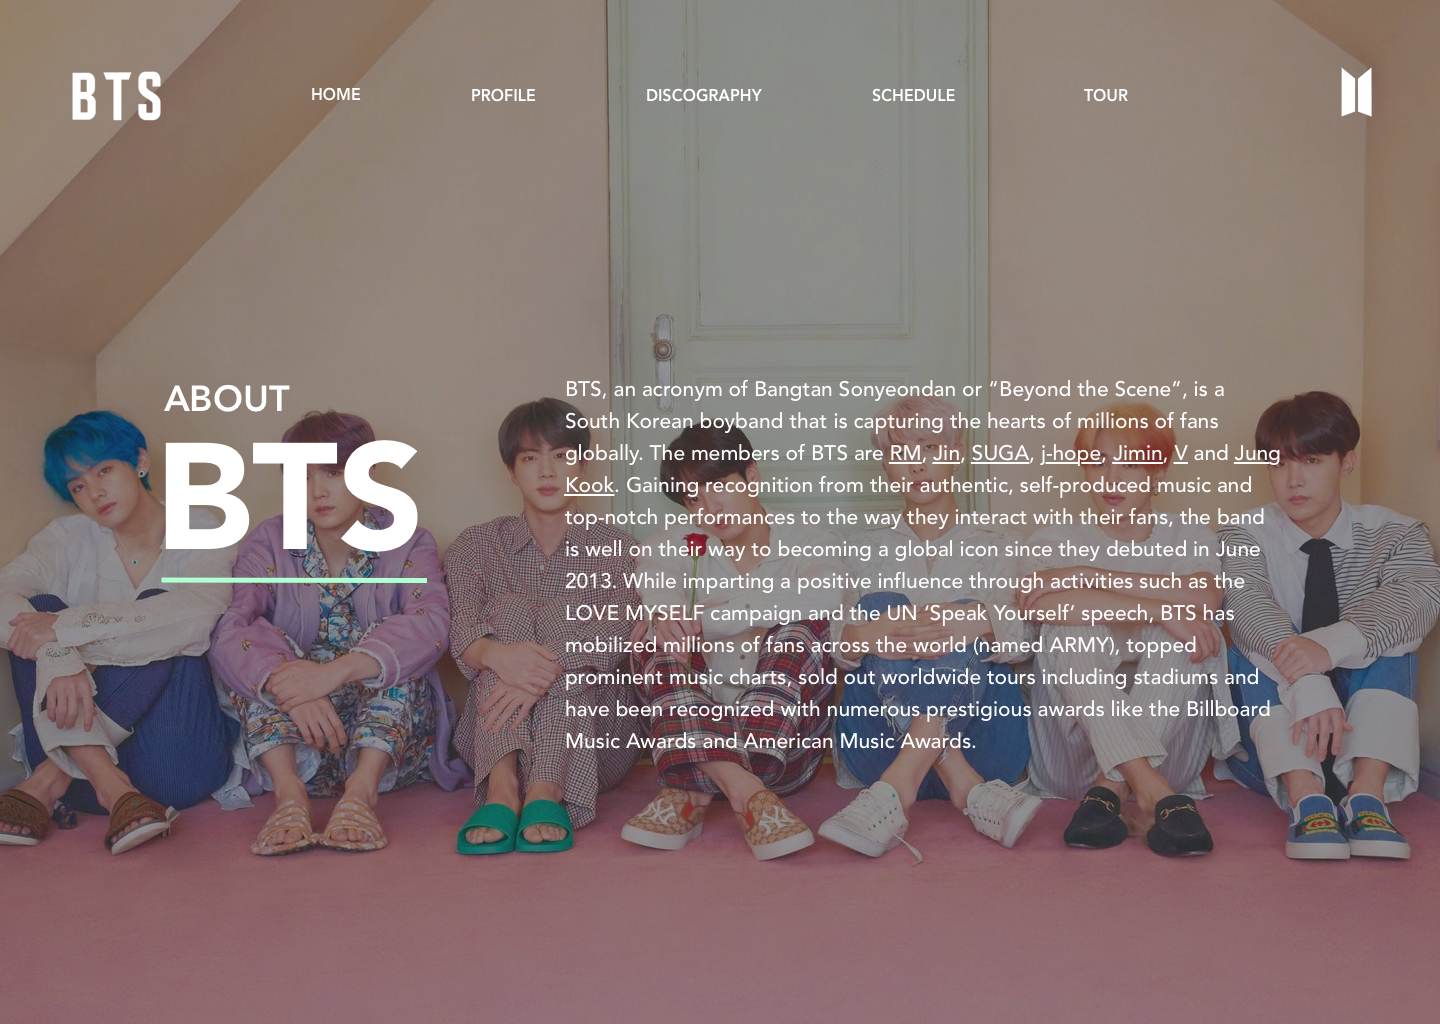 BTS
HOME
PROFILE
DISCOGRAPHY
SCHEDULE
TOUR
ABOUT
BTS
BTS, an acronym of Bangtan Sonyeondan or “Beyond the Scene”, is a
South Korean boyband that is capturing the hearts of millions of fans
globally. The members of BTS are RM, Jin, SUGA, j-hope, Jimin, V and Jung
Kook. Gaining recognition from their authentic, self-produced music and
top-notch performances to the way they interact with their fans, the band
is well on their way to becoming a global icon since they debuted in June
2013. While imparting a positive influence through activities such as the
LOVE MYSELF campaign and the UN ‘Speak Yourself’ speech, BTS has
mobilized millions of fans across the world (named ARMY), topped
prominent music charts, sold out worldwide tours including stadiums and
have been recognized with numerous prestigious awards like the Billboard
Music Awards and American Music Awards.